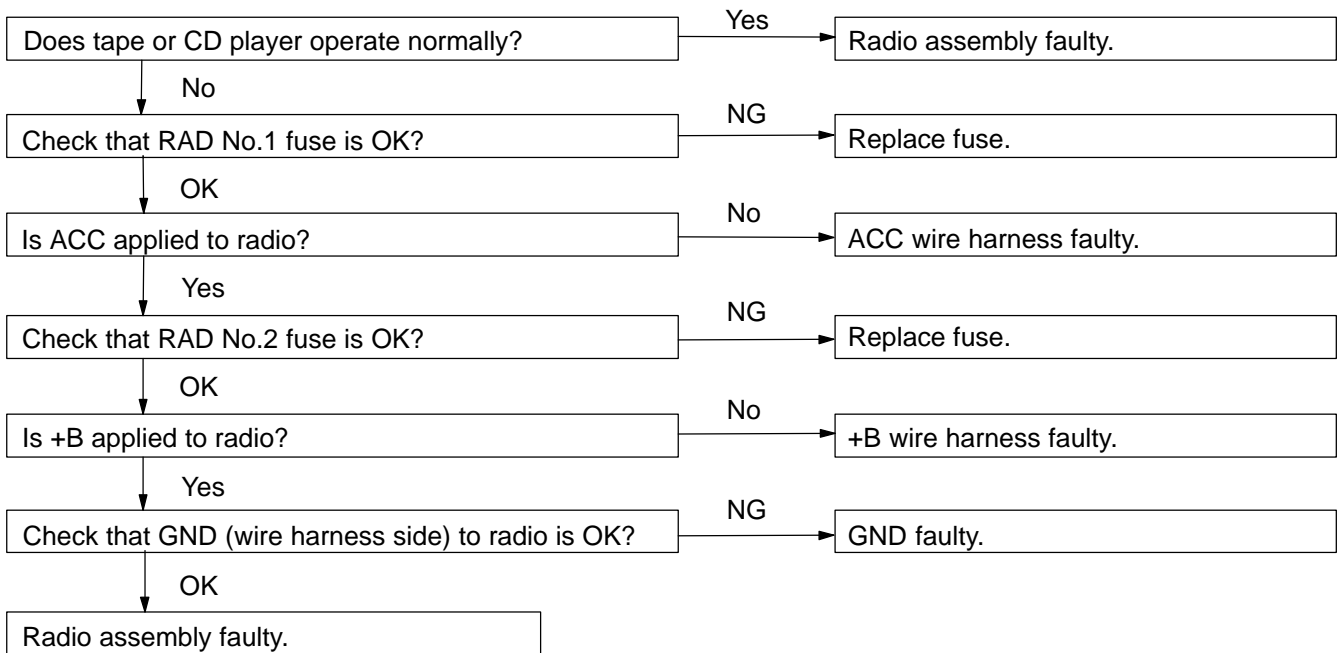 Does tape or CD player operate normally?
Yes
Radio assembly faulty.
No
Check that RAD No.1 fuse is OK?
NG
Replace fuse.
OK
Is ACC applied to radio?
No
ACC wire harness faulty.
Yes
Check that RAD No.2 fuse is OK?
NG
Replace fuse.
OK
Is +B applied to radio?
No
+B wire harness faulty.
Yes
Check that GND (wire harness side) to radio is OK?
NG
GND faulty.
OK
Radio assembly faulty.